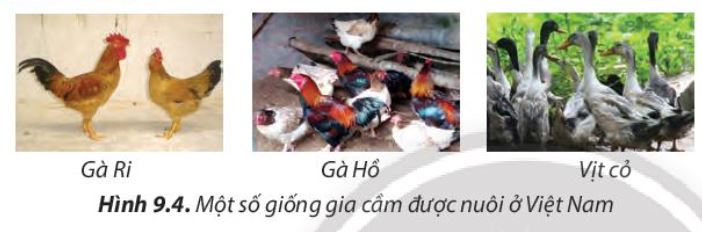 Gà Ri
Gà Hồ
Vịt cỏ
Hình 9.4. Một số giống gia cầm được nuôi ở Việt Nam